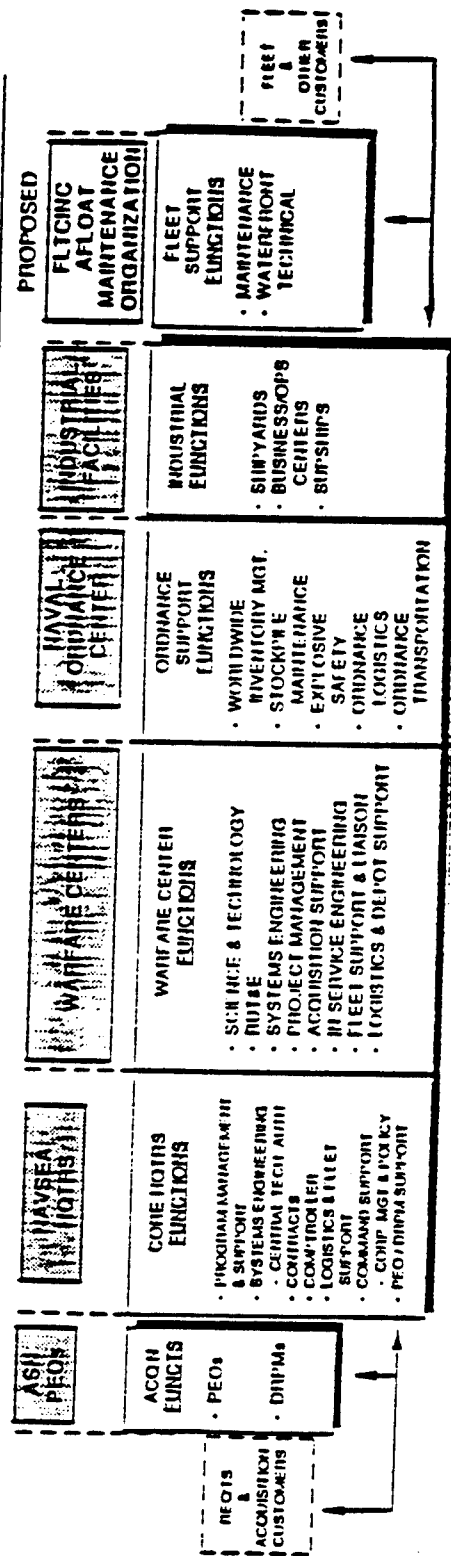 PROPOSED
ASN
PEOs
NAVSEA
HQTRS
WARFARE CENTERS
NAVAL
ORDNANCE
CENTER
INDUSTRIAL
FACILITIES
FLTCINC
AFLOAT
MAINTENANCE
ORGANIZATION
REQTS
&
ACQUISITION
CUSTOMERS
ACQN
FUNCTS
• PEOs
• DRPMs
CORE HQTRS
FUNCTIONS
• PROGRAM MANAGEMENT
& SUPPORT
• SYSTEMS ENGINEERING
- CENTRAL TECH AUTH
• CONTRACTS
• COMPTROLLER
• LOGISTICS & FLEET
SUPPORT
• COMMAND SUPPORT
- CORP MGT & POLICY
• PEO / DRPM SUPPORT
WARFARE CENTER
FUNCTIONS
• SCIENCE & TECHNOLOGY
• RDT&E
• SYSTEMS ENGINEERING
• PROJECT MANAGEMENT
• ACQUISITION SUPPORT
• IN SERVICE ENGINEERING
• FLEET SUPPORT & LIAISON
• LOGISTICS & DEPOT SUPPORT
ORDNANCE
SUPPORT
FUNCTIONS
• WORLDWIDE
INVENTORY MGT.
• STOCKPILE
MAINTENANCE
• EXPLOSIVE
SAFETY
• ORDNANCE
LOGISTICS
• ORDNANCE
TRANSPORTATION
INDUSTRIAL
FUNCTIONS
• SHIPYARDS
• BUSINESS/OPS
CENTERS
• SUPSHIPS
FLEET
SUPPORT
FUNCTIONS
• MAINTENANCE
• WATERFRONT
TECHNICAL
FLEET
&
OTHER
CUSTOMERS